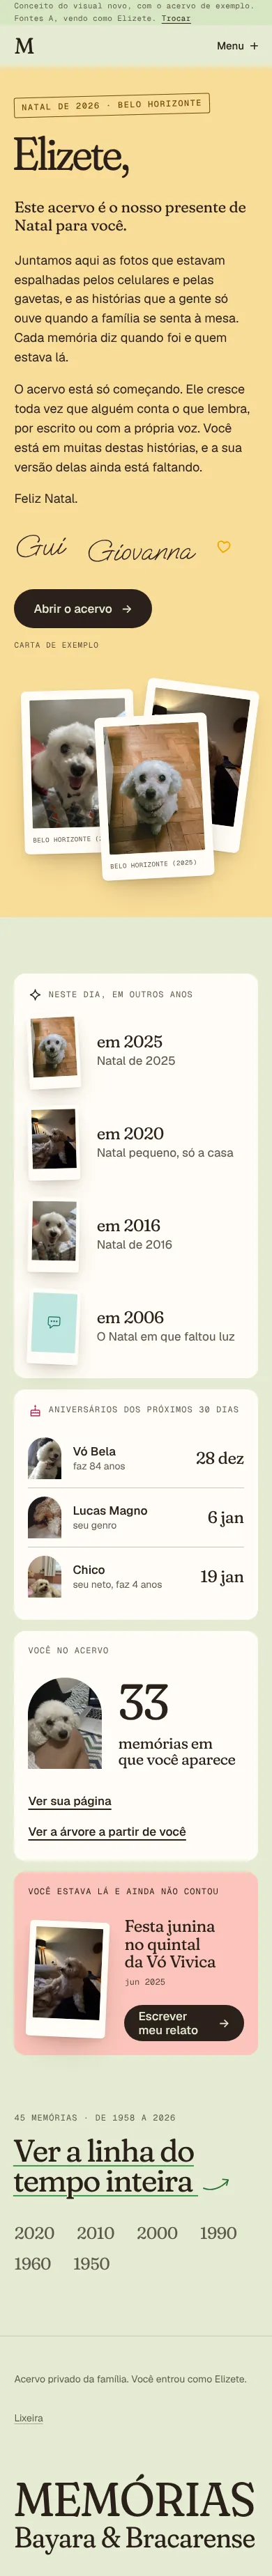 Conceito do visual novo, com o acervo de exemplo.
Fontes A, vendo como Elizete. Trocar
M
Menu +
NATAL DE 2026 · BELO HORIZONTE
Elizete,
Este acervo é o nosso presente de
Natal para você.
Juntamos aqui as fotos que estavam
espalhadas pelos celulares e pelas
gavetas, e as histórias que a gente só
ouve quando a família se senta à mesa.
Cada memória diz quando foi e quem
estava lá.
O acervo está só começando. Ele cresce
toda vez que alguém conta o que lembra,
por escrito ou com a própria voz. Você
está em muitas destas histórias, e a sua
versão delas ainda está faltando.
Feliz Natal.
Gui Giovanna
Abrir o acervo →
CARTA DE EXEMPLO
BELO HORIZONTE (2
BELO HORIZONTE (2025)
NESTE DIA, EM OUTROS ANOS
em 2025
Natal de 2025
em 2020
Natal pequeno, só a casa
em 2016
Natal de 2016
em 2006
O Natal em que faltou luz
ANIVERSÁRIOS DOS PRÓXIMOS 30 DIAS
Vó Bela
faz 84 anos
28 dez
Lucas Magno
seu genro
6 jan
Chico
seu neto, faz 4 anos
19 jan
VOCÊ NO ACERVO
33
memórias em
que você aparece
Ver sua página
Ver a árvore a partir de você
VOCÊ ESTAVA LÁ E AINDA NÃO CONTOU
Festa junina
no quintal
da Vó Vivica
jun 2025
Escrever
meu relato →
45 MEMÓRIAS · DE 1958 A 2026
Ver a linha do
tempo inteira
2020 2010 2000 1990
1960 1950
Acervo privado da família. Você entrou como Elizete.
Lixeira
MEMÓRIAS
Bayara & Bracarense